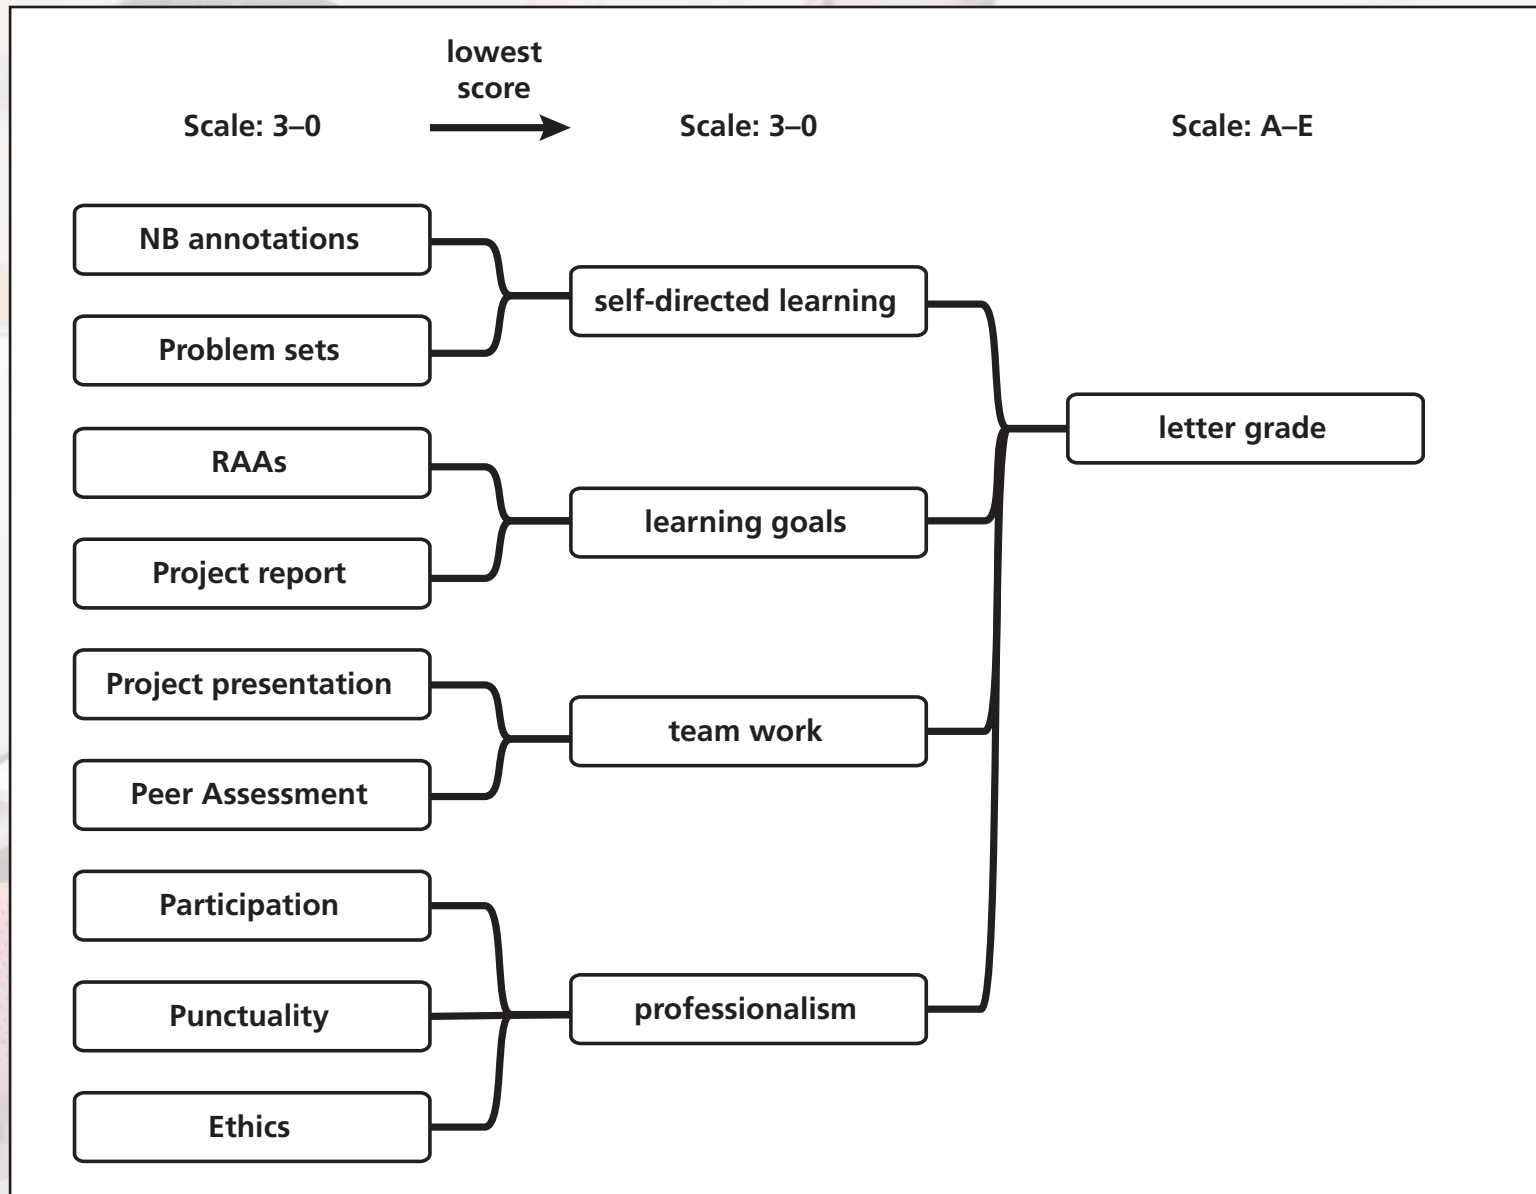 lowest
score
Scale: 3–0
Scale: 3–0
Scale: A–E
NB annotations
Problem sets
RAAs
Project report
Project presentation
Peer Assessment
Participation
Punctuality
Ethics
self-directed learning
learning goals
team work
professionalism
letter grade